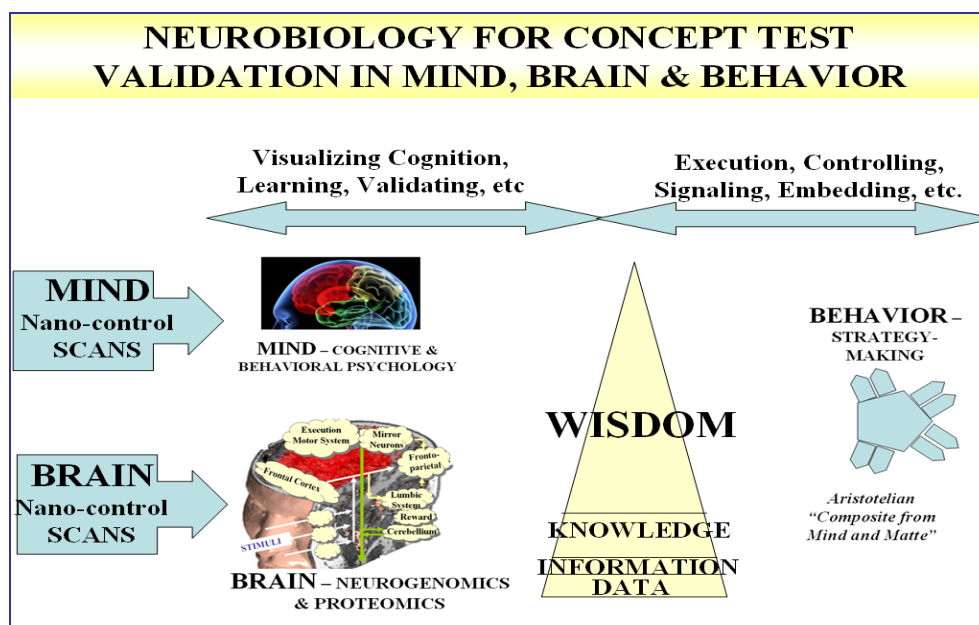 NEUROBIOLOGY FOR CONCEPT TEST
VALIDATION IN MIND, BRAIN & BEHAVIOR
Visualizing Cognition,
Learning, Validating, etc
Execution, Controlling,
Signaling, Embedding, etc.
MIND
Nano-control
SCANS
MIND – COGNITIVE &
BEHAVIORAL PSYCHOLOGY
BEHAVIOR –
STRATEGY-
MAKING
WISDOM
KNOWLEDGE
INFORMATION
DATA
BRAIN
Nano-control
SCANS
Execution
Motor System
Mirror
Neurons
Fronto-
parietal
Frontal Cortex
Lumbic
System
Reward
Cerebellium
STIMULI
BRAIN – NEUROGENOMICS
& PROTEOMICS
Aristotelian
“Composite from
Mind and Matte”